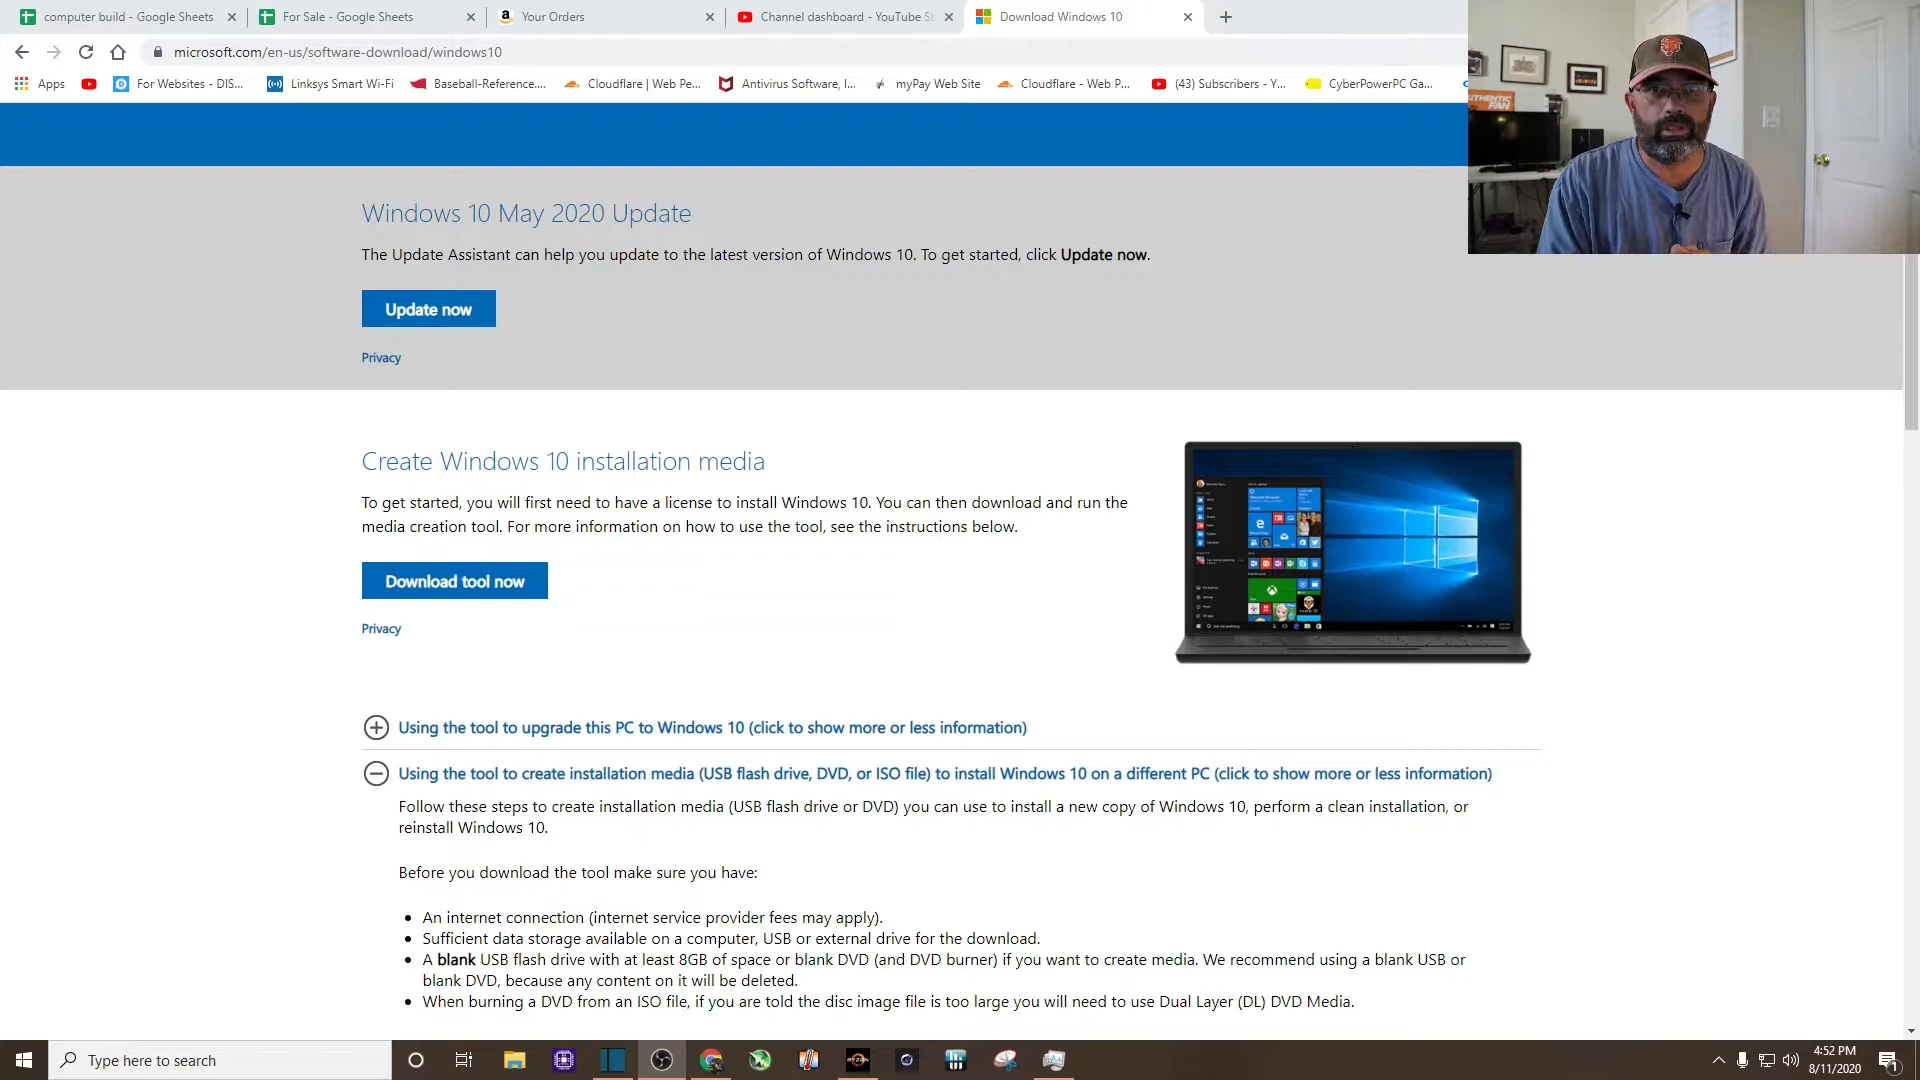 computer build - Google Sheets
For Sale - Google Sheets
Your Orders
Channel dashboard - YouTube St
Download Windows 10
microsoft.com/en-us/software-download/windows10
Apps
For Websites - DIS...
Linksys Smart Wi-Fi
Baseball-Reference....
Cloudflare | Web Pe...
Antivirus Software, I...
myPay Web Site
Cloudflare - Web P...
(43) Subscribers - Y...
CyberPowerPC Ga...
AUTHENTIC
FAN
Windows 10 May 2020 Update
The Update Assistant can help you update to the latest version of Windows 10. To get started, click Update now.
Update now
Privacy
Create Windows 10 installation media
To get started, you will first need to have a license to install Windows 10. You can then download and run the
media creation tool. For more information on how to use the tool, see the instructions below.
Download tool now
Privacy
Using the tool to upgrade this PC to Windows 10 (click to show more or less information)
Using the tool to create installation media (USB flash drive, DVD, or ISO file) to install Windows 10 on a different PC (click to show more or less information)
Follow these steps to create installation media (USB flash drive or DVD) you can use to install a new copy of Windows 10, perform a clean installation, or
reinstall Windows 10.
Before you download the tool make sure you have:
An internet connection (internet service provider fees may apply).
Sufficient data storage available on a computer, USB or external drive for the download.
A blank USB flash drive with at least 8GB of space or blank DVD (and DVD burner) if you want to create media. We recommend using a blank USB or
blank DVD, because any content on it will be deleted.
When burning a DVD from an ISO file, if you are told the disc image file is too large you will need to use Dual Layer (DL) DVD Media.
Type here to search
RYZEN
4:52 PM
8/11/2020
1